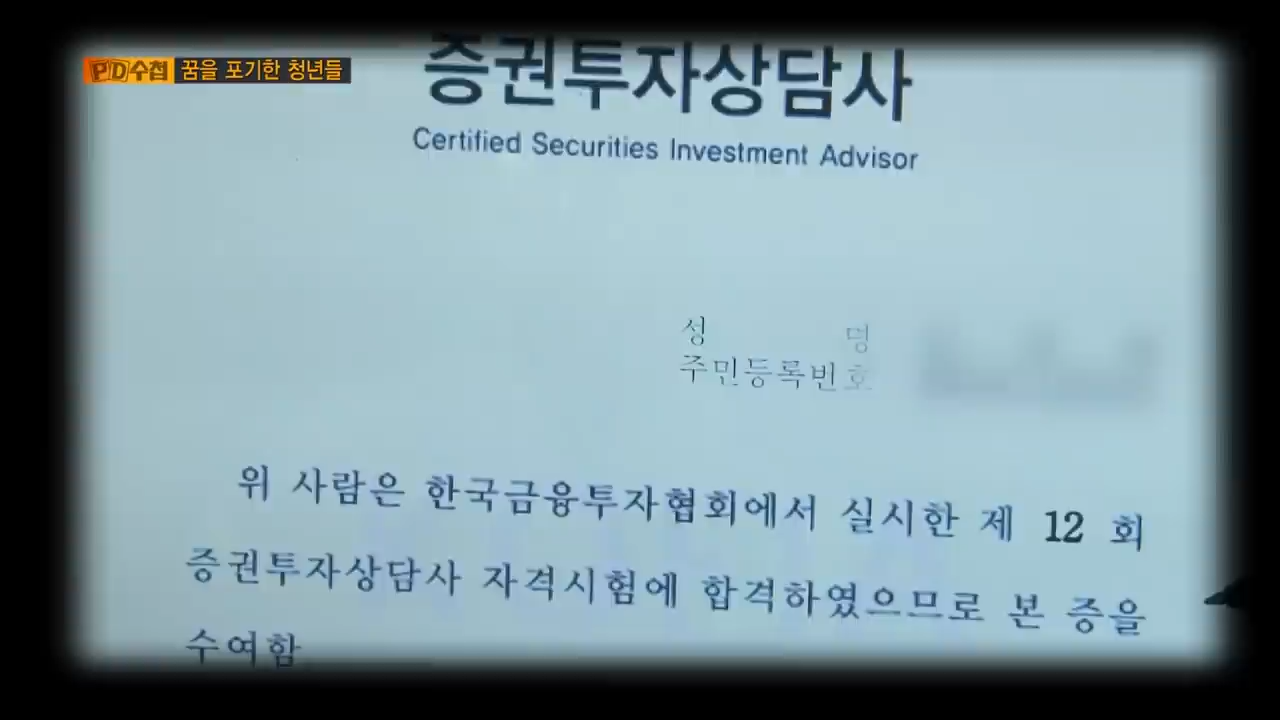 PD수첩 꿈을 포기한 청년들
증권투자상담사
Certified Securities Investment Advisor
성 명
주민등록번호
위 사람은 한국금융투자협회에서 실시한 제 12 회
증권투자상담사 자격시험에 합격하였으므로 본 증을
수여함